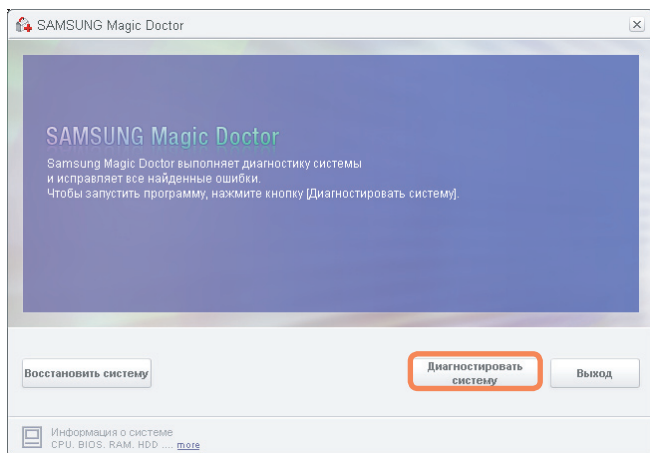 SAMSUNG Magic Doctor
SAMSUNG Magic Doctor
Samsung Magic Doctor выполняет диагностику системы
и исправляет все найденные ошибки.
Чтобы запустить программу, нажмите кнопку [Диагностировать систему].
Восстановить систему
Диагностировать
систему
Выход
Информация о системе
CPU. BIOS. RAM. HDD .... more